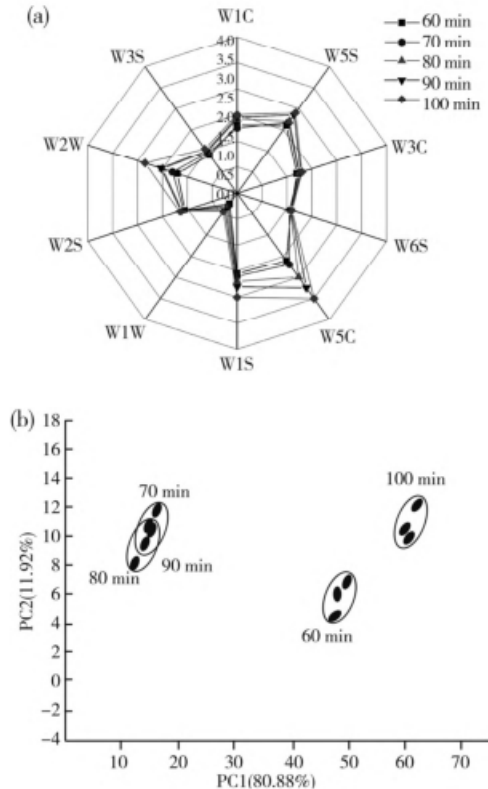 (a)
W1C
W5S
W3C
W6S
W5C
W1S
W1W
W2S
W2W
W3S
4.0
3.5
3.0
2.5
2.0
1.5
1.0
0.5
0.0
60 min
70 min
80 min
90 min
100 min
(b)
PC2(11.92%)
18
16
14
12
10
8
6
4
2
0
−2
−4
70 min
80 min
90 min
60 min
100 min
10 20 30 40 50 60 70
PC1(80.88%)